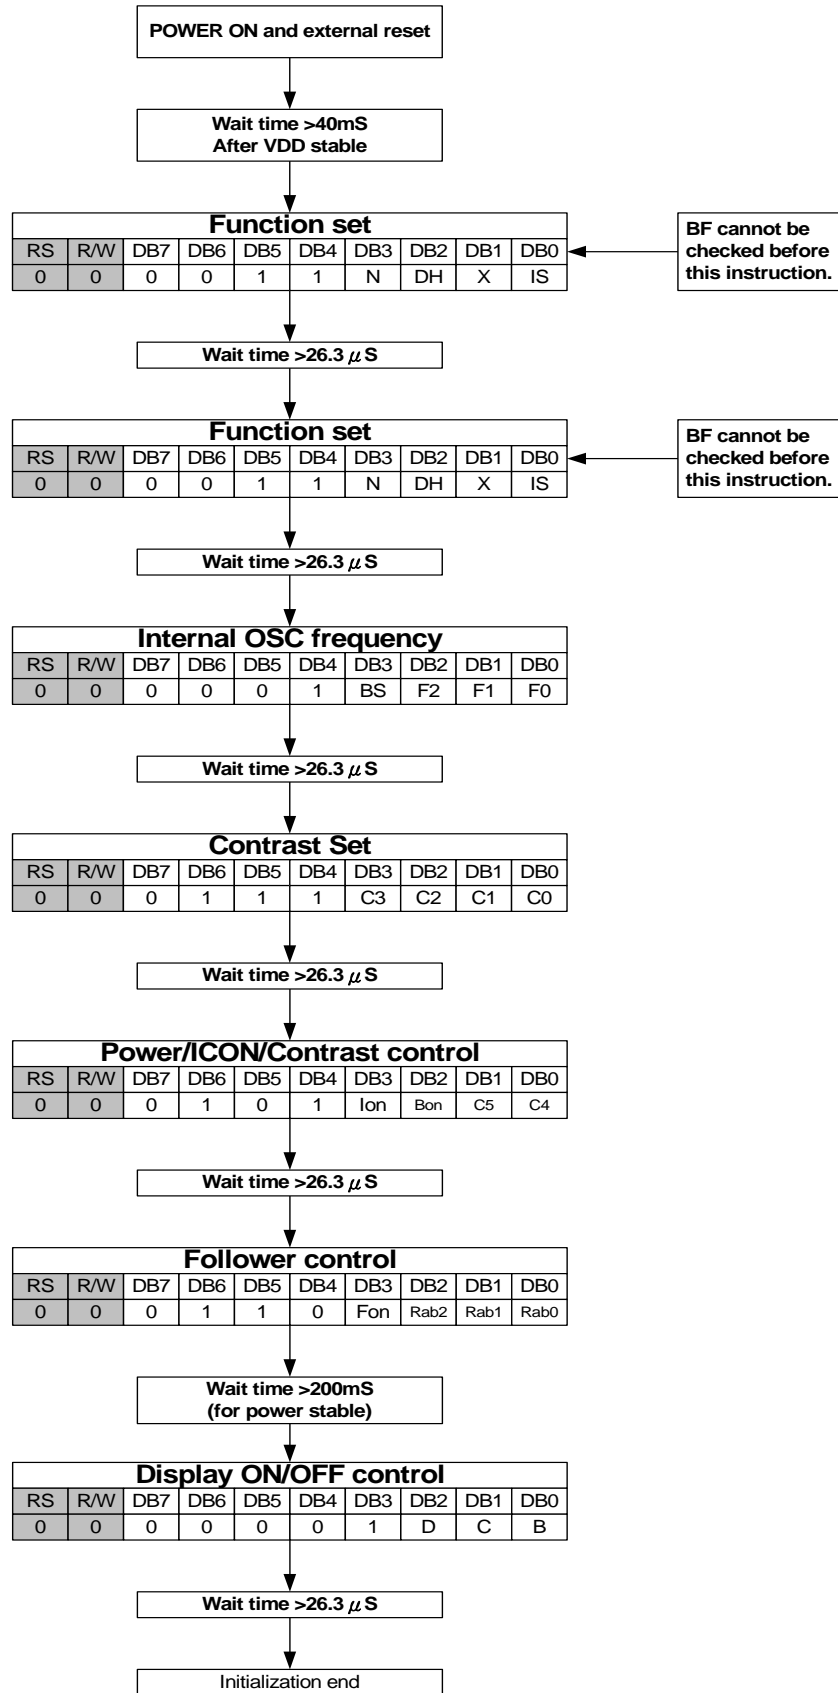 POWER ON and external reset
Wait time >40mS
After VDD stable
Function set
RS R/W DB7 DB6 DB5 DB4 DB3 DB2 DB1 DB0
0 0 0 0 1 1 N DH X IS
BF cannot be
checked before
this instruction.
Wait time >26.3 μS
Function set
RS R/W DB7 DB6 DB5 DB4 DB3 DB2 DB1 DB0
0 0 0 0 1 1 N DH X IS
BF cannot be
checked before
this instruction.
Wait time >26.3 μS
Internal OSC frequency
RS R/W DB7 DB6 DB5 DB4 DB3 DB2 DB1 DB0
0 0 0 0 0 1 BS F2 F1 F0
Wait time >26.3 μS
Contrast Set
RS R/W DB7 DB6 DB5 DB4 DB3 DB2 DB1 DB0
0 0 0 1 1 1 C3 C2 C1 C0
Wait time >26.3 μS
Power/ICON/Contrast control
RS R/W DB7 DB6 DB5 DB4 DB3 DB2 DB1 DB0
0 0 0 1 0 1 Ion Bon C5 C4
Wait time >26.3 μS
Follower control
RS R/W DB7 DB6 DB5 DB4 DB3 DB2 DB1 DB0
0 0 0 1 1 0 Fon Rab2 Rab1 Rab0
Wait time >200mS
(for power stable)
Display ON/OFF control
RS R/W DB7 DB6 DB5 DB4 DB3 DB2 DB1 DB0
0 0 0 0 0 0 1 D C B
Wait time >26.3 μS
Initialization end